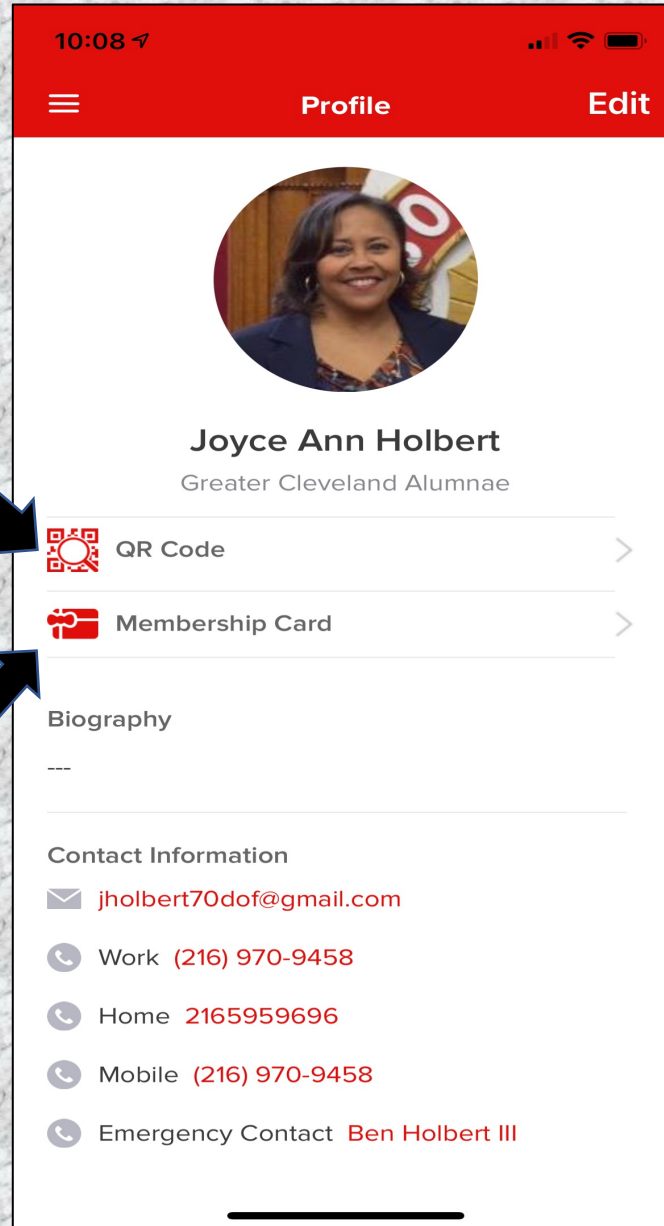 10:08
Profile
Edit
Joyce Ann Holbert
Greater Cleveland Alumnae
QR Code
Membership Card
Biography
---
Contact Information
jholbert70dof@gmail.com
Work (216) 970-9458
Home 2165959696
Mobile (216) 970-9458
Emergency Contact Ben Holbert III